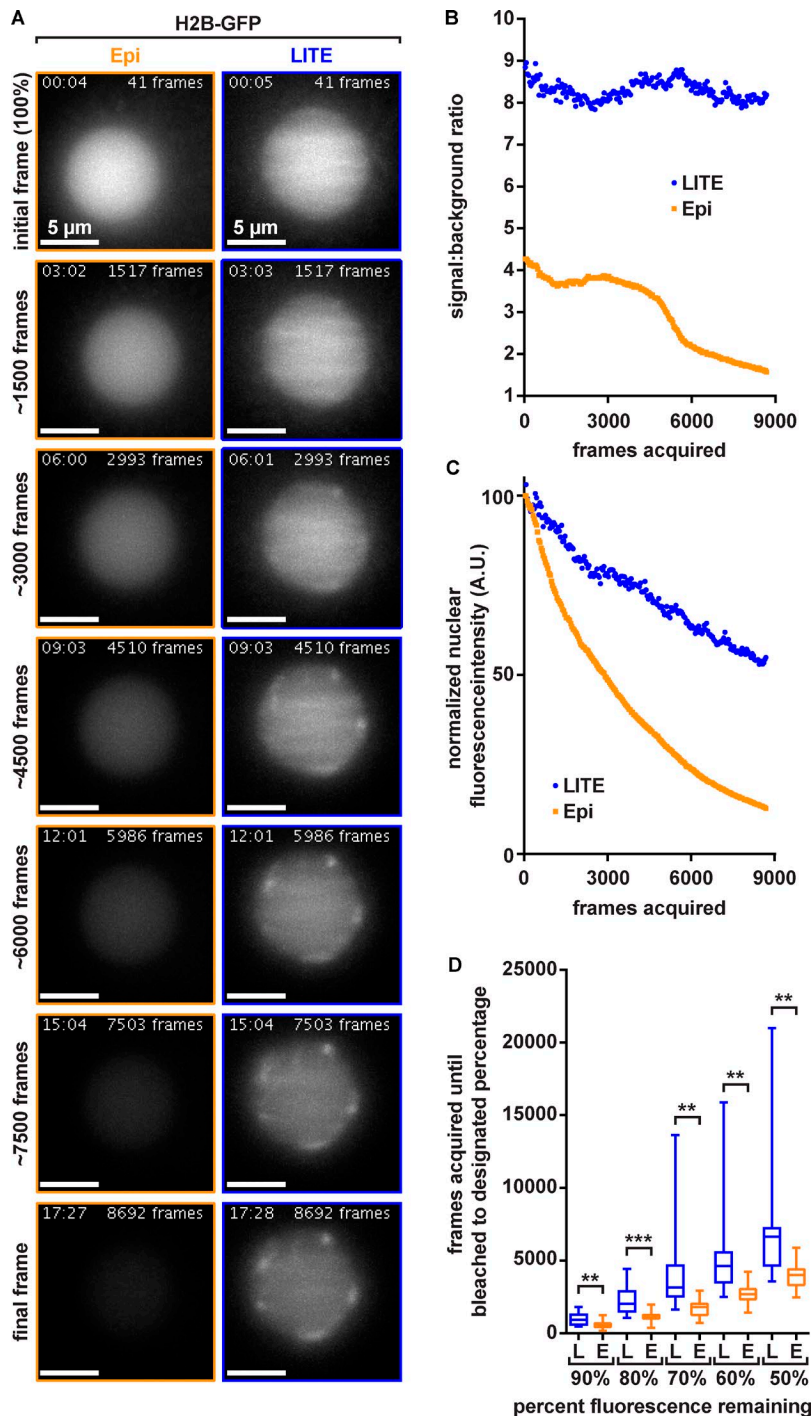 A
H2B-GFP
Epi
LITE
initial frame (100%)
00:04 41 frames
5 µm
00:05 41 frames
5 µm
~1500 frames
03:02 1517 frames
03:03 1517 frames
~3000 frames
06:00 2993 frames
06:01 2993 frames
~4500 frames
09:03 4510 frames
09:03 4510 frames
~6000 frames
12:01 5986 frames
12:01 5986 frames
~7500 frames
15:04 7503 frames
15:04 7503 frames
final frame
17:27 8692 frames
17:28 8692 frames
B
signal:background ratio
10
9
8
7
6
5
4
3
2
1
LITE
Epi
0 3000 6000 9000
frames acquired
C
normalized nuclear
fluorescenceintensity (A.U.)
100
50
0
LITE
Epi
0 3000 6000 9000
frames acquired
D
frames acquired until
bleached to designated percentage
25000
20000
15000
10000
5000
0
**
***
**
**
**
L E L E L E L E L E
90% 80% 70% 60% 50%
percent fluorescence remaining